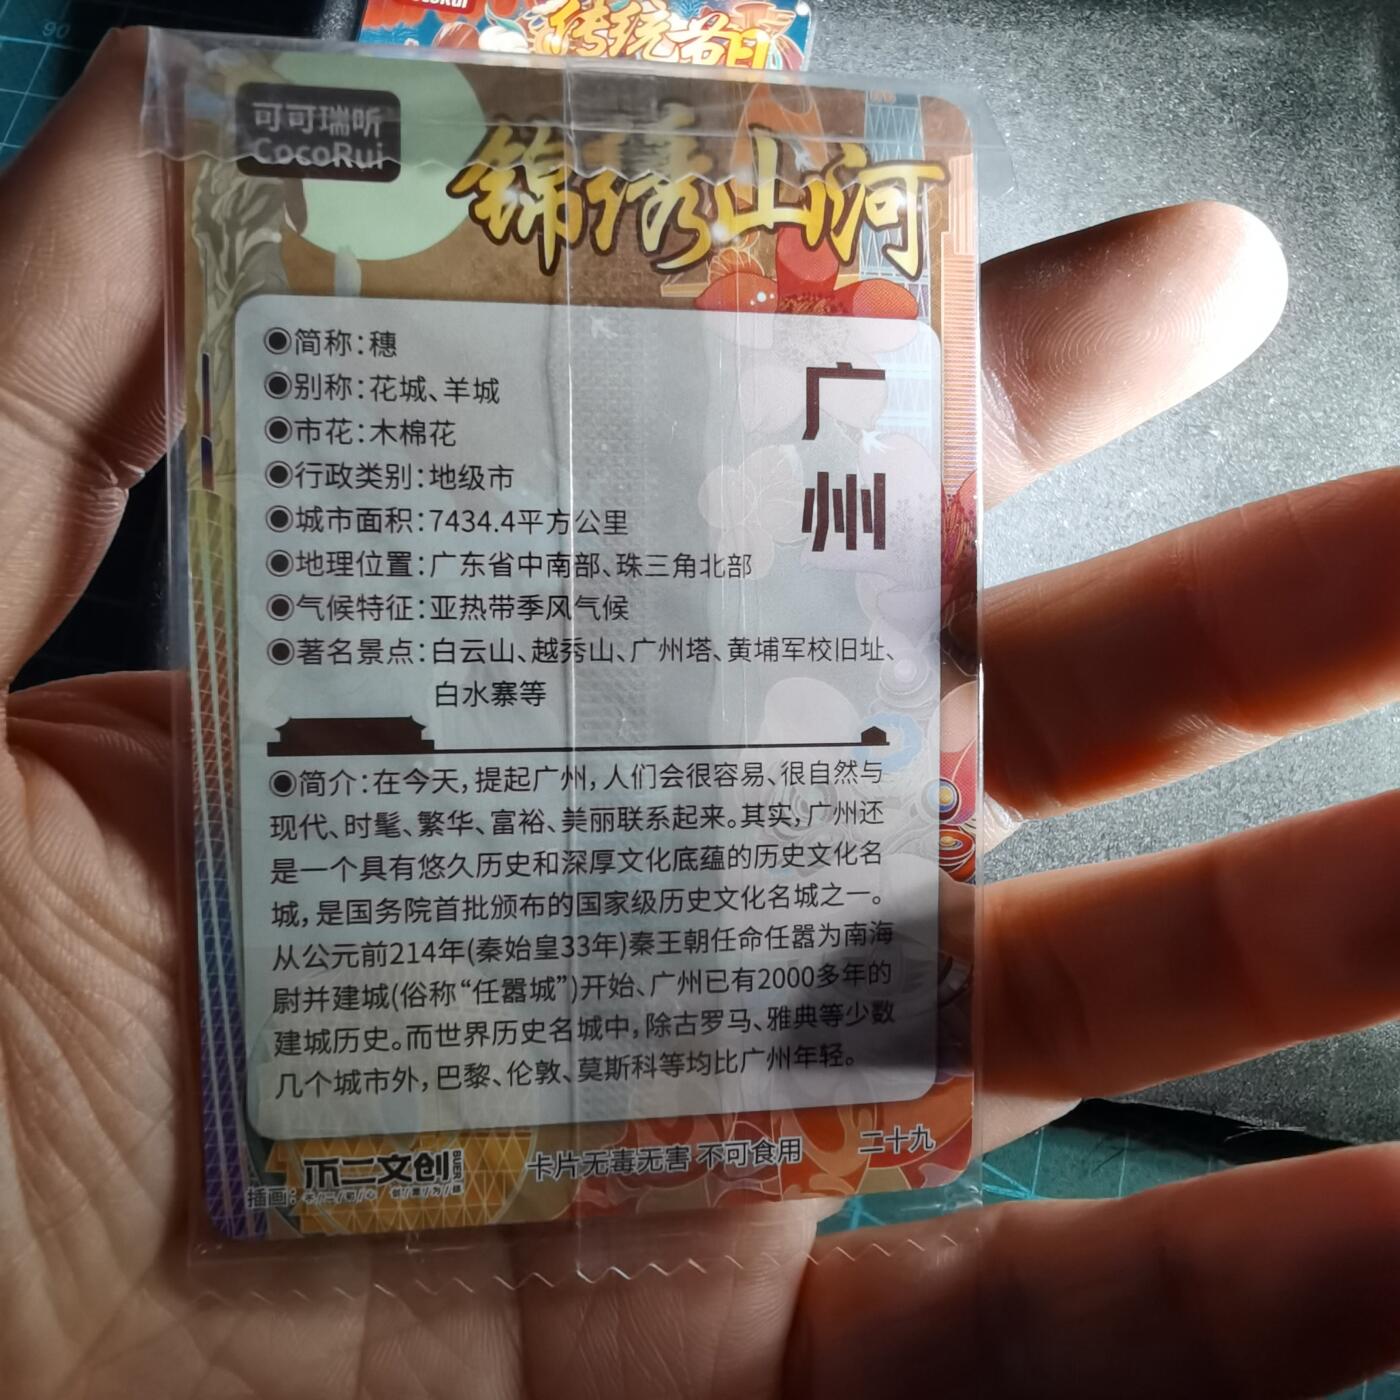 传统节日
可可瑞昕
CocoRui
锦绣山河
广州
◉简称:穗
◉别称:花城、羊城
◉市花:木棉花
◉行政类别:地级市
◉城市面积:7434.4平方公里
◉地理位置:广东省中南部、珠三角北部
◉气候特征:亚热带季风气候
◉著名景点:白云山、越秀山、广州塔、黄埔军校旧址、
白水寨等
◉简介:在今天,提起广州,人们会很容易、很自然与
现代、时髦、繁华、富裕、美丽联系起来。其实,广州还
是一个具有悠久历史和深厚文化底蕴的历史文化名
城,是国务院首批颁布的国家级历史文化名城之一。
从公元前214年(秦始皇33年)秦王朝任命任嚣为南海
尉并建城(俗称“任嚣城”)开始、广州已有2000多年的
建城历史。而世界历史名城中,除古罗马、雅典等少数
几个城市外,巴黎、伦敦、莫斯科等均比广州年轻。
插画:
不二文创
卡片无毒无害 不可食用
二十九
90